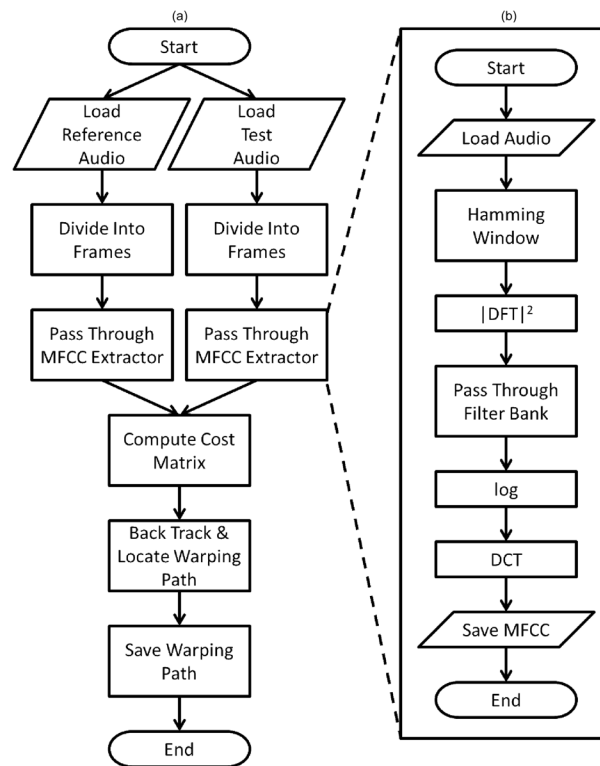 (a)
Start
Load
Reference
Audio
Load
Test
Audio
Divide Into
Frames
Divide Into
Frames
Pass Through
MFCC Extractor
Pass Through
MFCC Extractor
Compute Cost
Matrix
Back Track &
Locate Warping
Path
Save Warping
Path
End
(b)
Start
Load Audio
Hamming
Window
|DFT|²
Pass Through
Filter Bank
log
DCT
Save MFCC
End